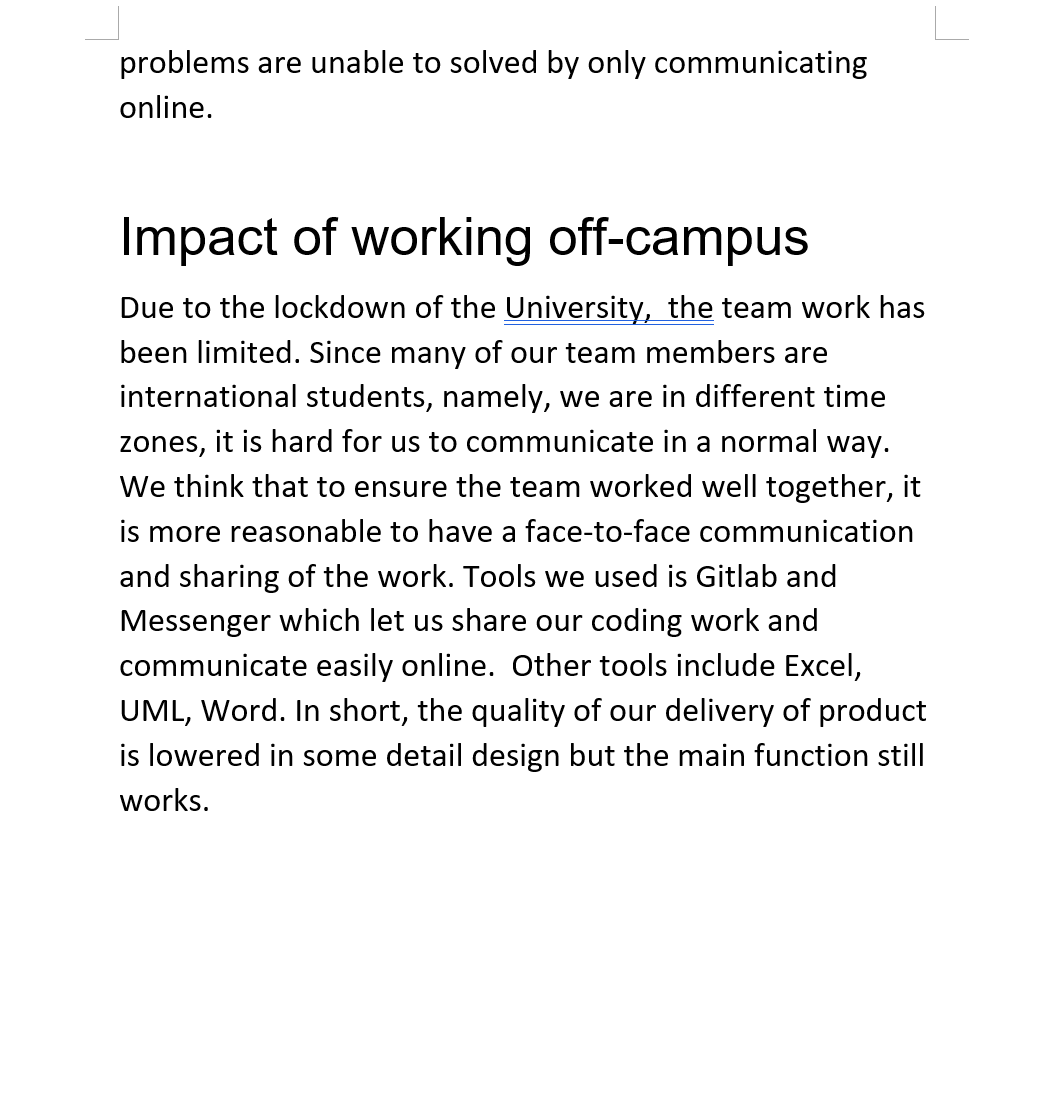 problems are unable to solved by only communicating
online.
Impact of working off-campus
Due to the lockdown of the University,  the team work has
been limited. Since many of our team members are
international students, namely, we are in different time
zones, it is hard for us to communicate in a normal way.
We think that to ensure the team worked well together, it
is more reasonable to have a face-to-face communication
and sharing of the work. Tools we used is Gitlab and
Messenger which let us share our coding work and
communicate easily online.  Other tools include Excel,
UML, Word. In short, the quality of our delivery of product
is lowered in some detail design but the main function still
works.